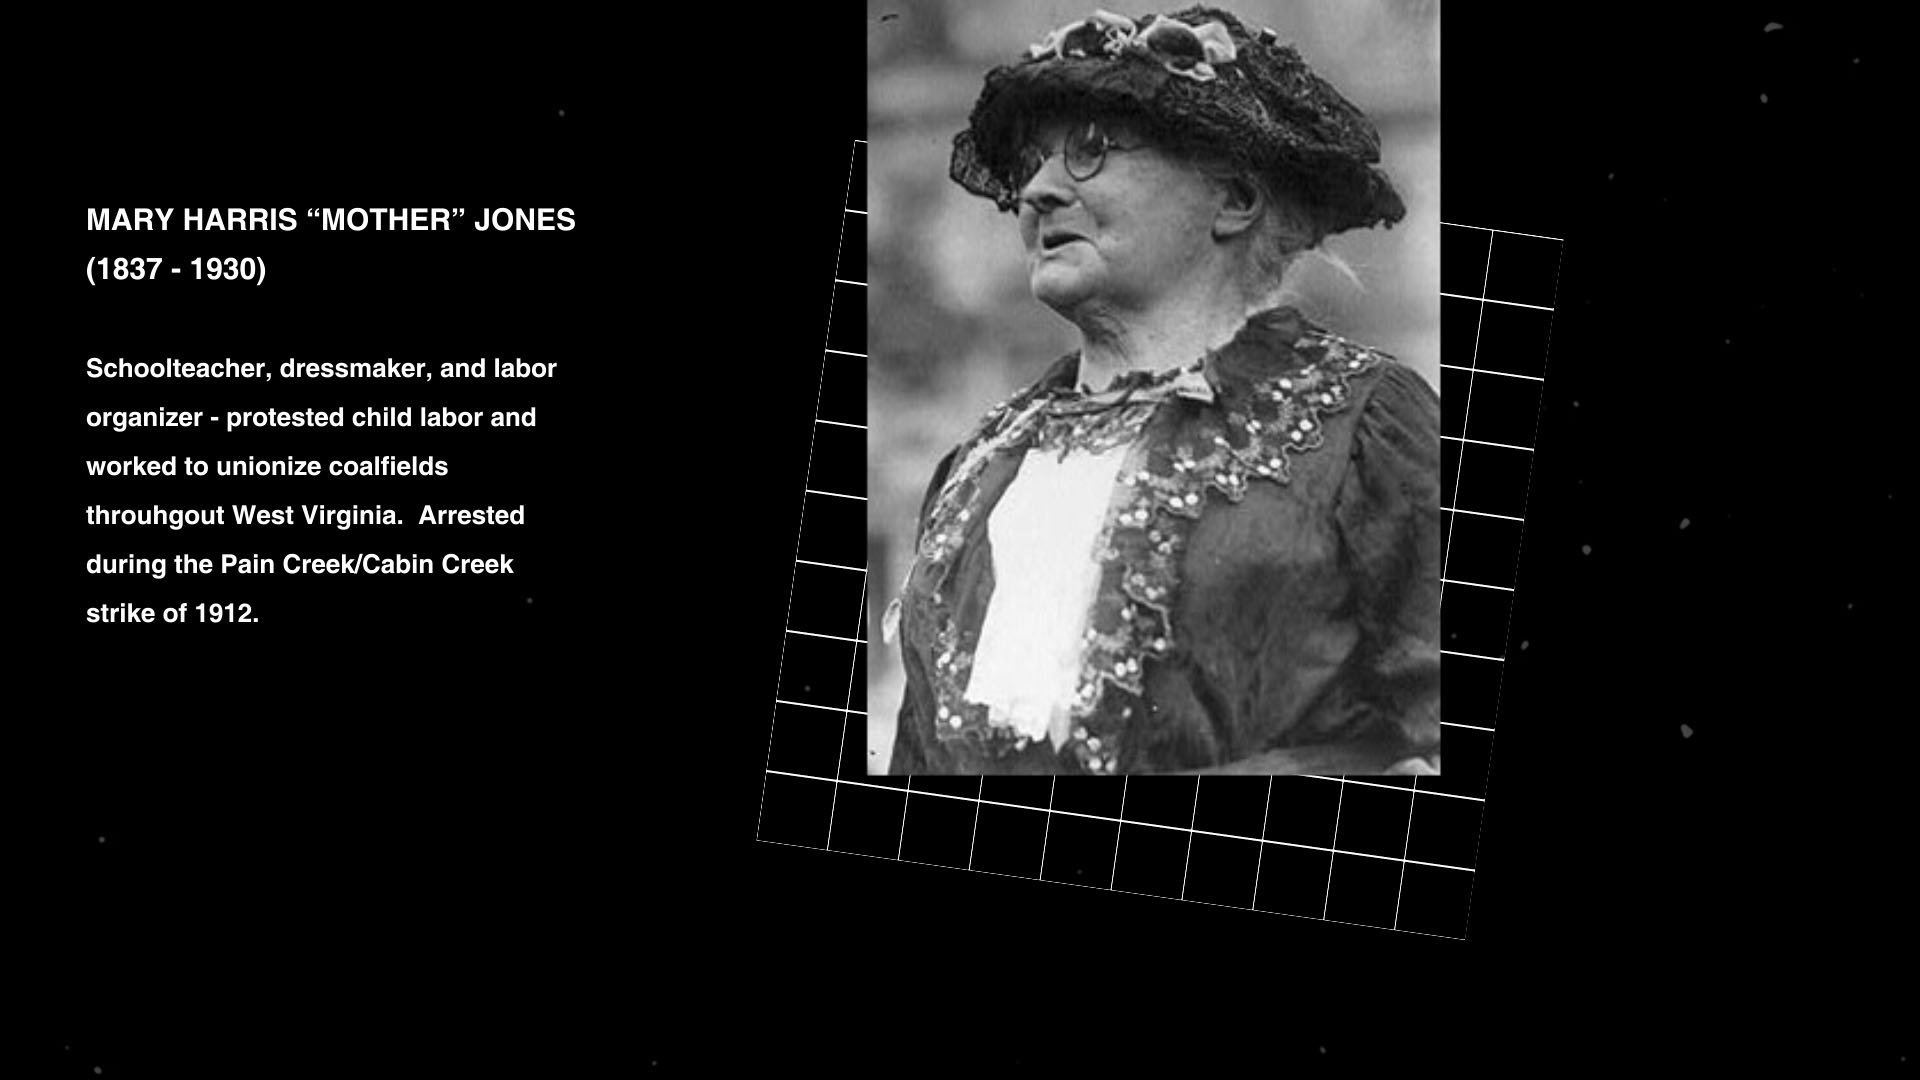 MARY HARRIS “MOTHER” JONES
(1837 - 1930)
Schoolteacher, dressmaker, and labor
organizer - protested child labor and
worked to unionize coalfields
throuhgout West Virginia.  Arrested
during the Pain Creek/Cabin Creek
strike of 1912.